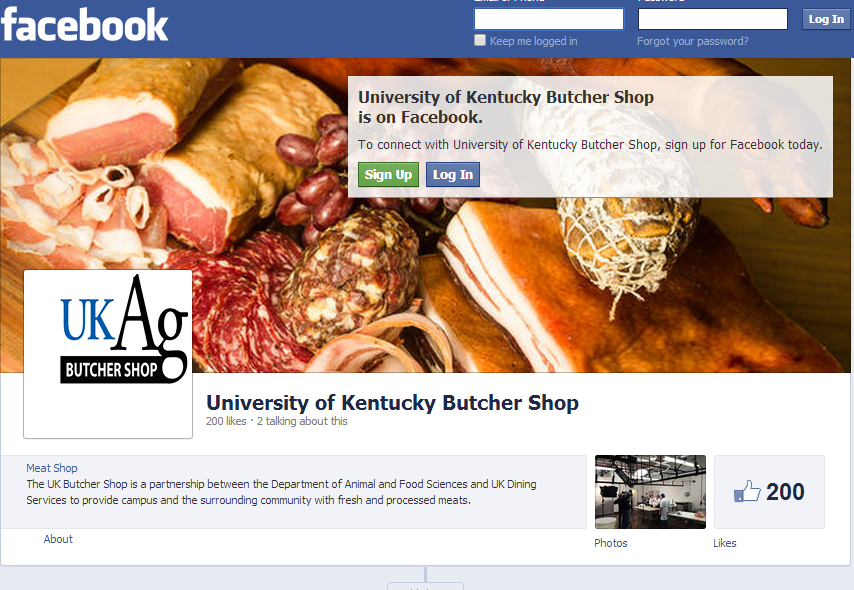 facebook
Log In
Keep me logged in
Forgot your password?
University of Kentucky Butcher Shop
is on Facebook.
To connect with University of Kentucky Butcher Shop, sign up for Facebook today.
Sign Up
Log In
UKAg
BUTCHER SHOP
University of Kentucky Butcher Shop
200 likes · 2 talking about this
Meat Shop
The UK Butcher Shop is a partnership between the Department of Animal and Food Sciences and UK Dining
Services to provide campus and the surrounding community with fresh and processed meats.
200
About
Photos
Likes